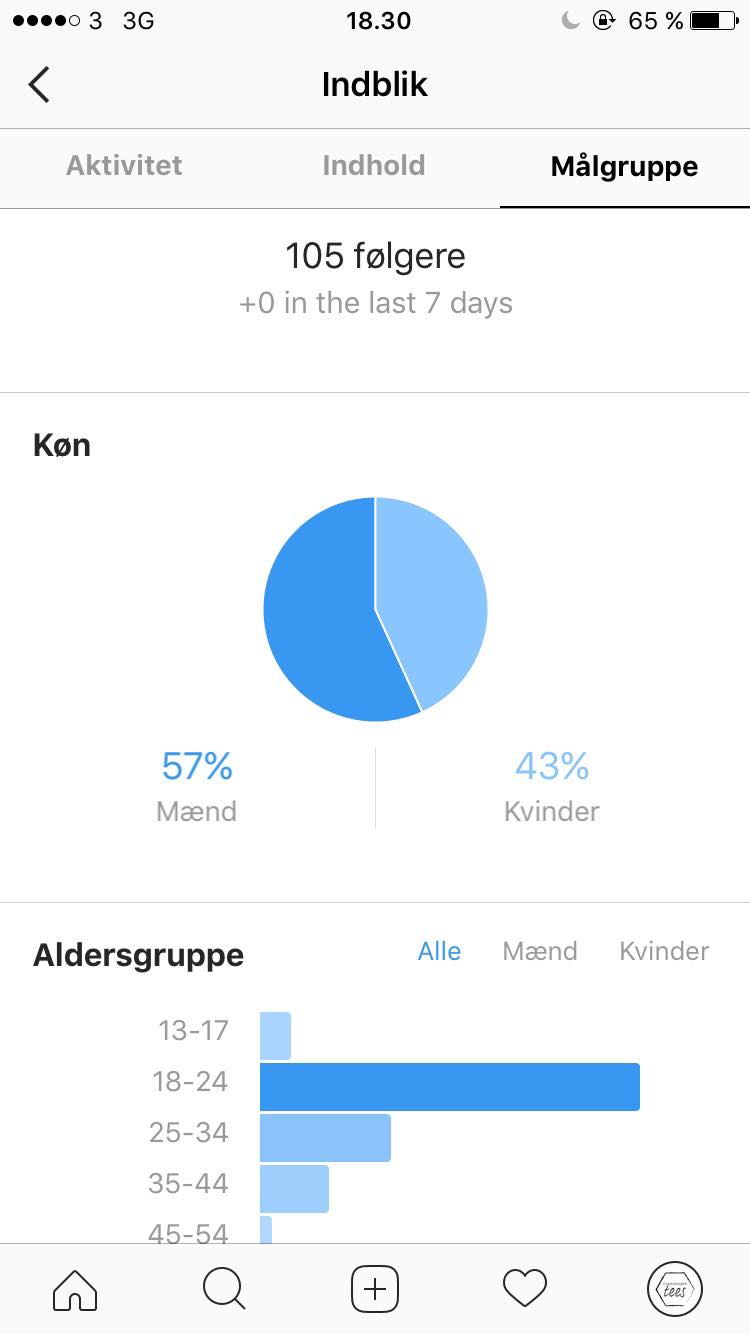 3 3G 18.30 65 %
Indblik
Aktivitet Indhold Målgruppe
105 følgere
+0 in the last 7 days
Køn
57% 43%
Mænd Kvinder
Aldersgruppe Alle Mænd Kvinder
13-17
18-24
25-34
35-44
45-54
tees